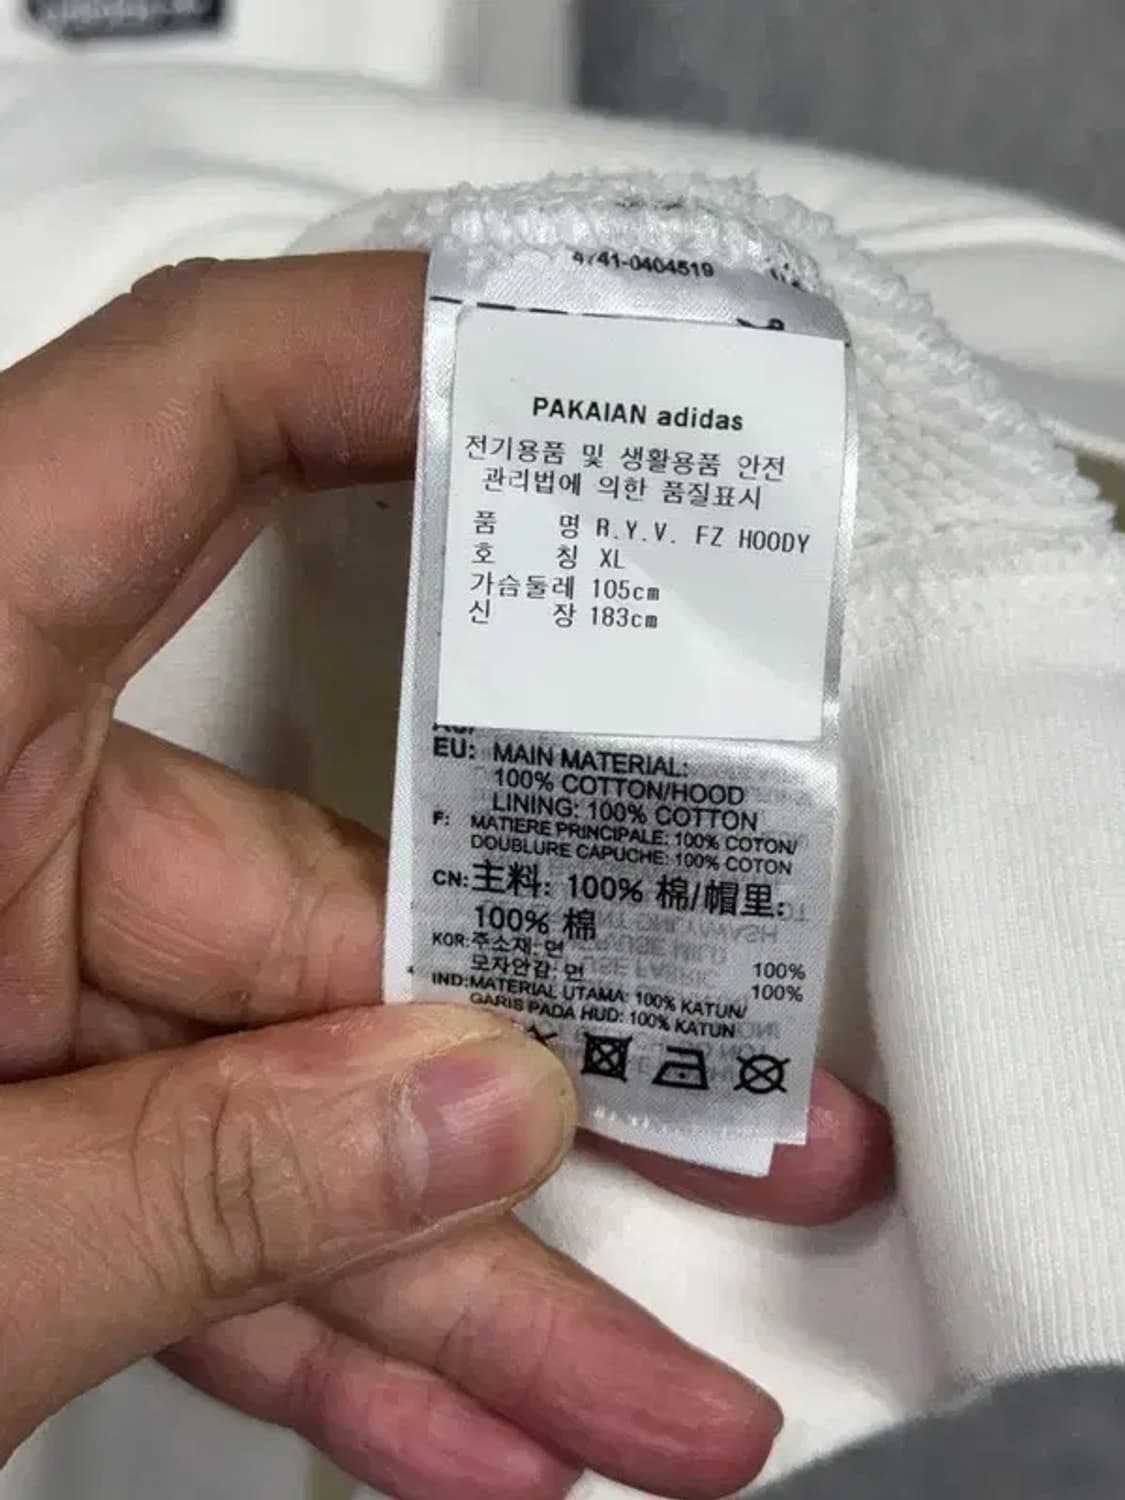 4741-0404519
PAKAIAN adidas
전기용품 및 생활용품 안전
관리법에 의한 품질표시
품 명 R.Y.V. FZ HOODY
호 칭 XL
가슴둘레 105cm
신 장 183cm
EU: MAIN MATERIAL:
100% COTTON/HOOD
LINING: 100% COTTON
F: MATIERE PRINCIPALE: 100% COTON/
DOUBLURE CAPUCHE: 100% COTON
CN: 主料: 100% 棉/帽里:
100% 棉
KOR: 주소재: 면 100%
모자안감: 면 100%
IND: MATERIAL UTAMA: 100% KATUN/
GARIS PADA HUD: 100% KATUN